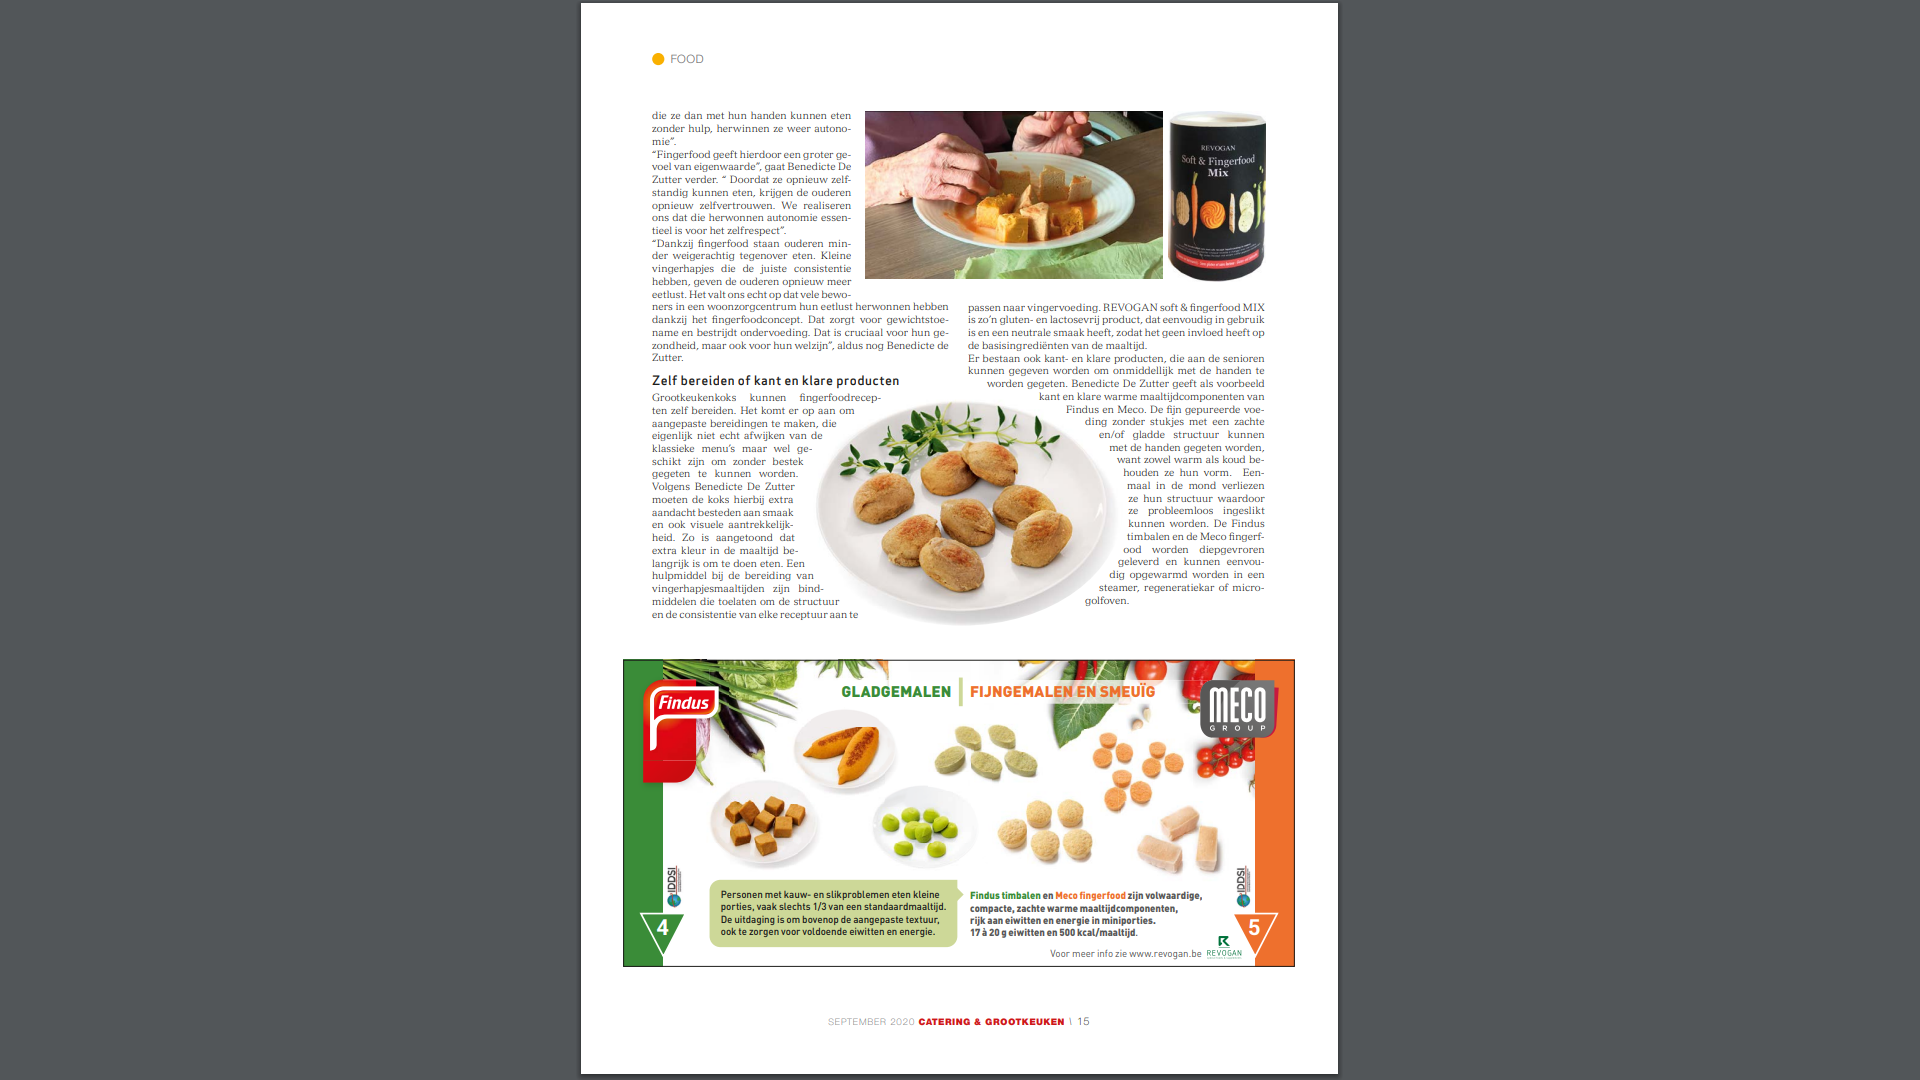 FOOD
die ze dan met hun handen kunnen eten
zonder hulp, herwinnen ze weer autono-
mie”.
“Fingerfood geeft hierdoor een groter ge-
voel van eigenwaarde”, gaat Benedicte De
Zutter verder. “ Doordat ze opnieuw zelf-
standig kunnen eten, krijgen de ouderen
opnieuw zelfvertrouwen. We realiseren
ons dat die herwonnen autonomie essen-
tieel is voor het zelfrespect”.
“Dankzij fingerfood staan ouderen min-
der weigerachtig tegenover eten. Kleine
vingerhapjes die de juiste consistentie
hebben, geven de ouderen opnieuw meer
eetlust. Het valt ons echt op dat vele bewo-
ners in een woonzorgcentrum hun eetlust herwonnen hebben
dankzij het fingerfoodconcept. Dat zorgt voor gewichtstoe-
name en bestrijdt ondervoeding. Dat is cruciaal voor hun ge-
zondheid, maar ook voor hun welzijn”, aldus nog Benedicte de
Zutter.
Zelf bereiden of kant en klare producten
Grootkeukenkoks kunnen fingerfoodrecep-
ten zelf bereiden. Het komt er op aan om
aangepaste bereidingen te maken, die
eigenlijk niet echt afwijken van de
klassieke menu’s maar wel ge-
schikt zijn om zonder bestek
gegeten te kunnen worden.
Volgens Benedicte De Zutter
moeten de koks hierbij extra
aandacht besteden aan smaak
en ook visuele aantrekkelijk-
heid. Zo is aangetoond dat
extra kleur in de maaltijd be-
langrijk is om te doen eten. Een
hulpmiddel bij de bereiding van
vingerhapjesmaaltijden zijn bind-
middelen die toelaten om de structuur
en de consistentie van elke receptuur aan te
REVOGAN
Soft & Fingerfood
Mix
passen naar vingervoeding. REVOGAN soft & fingerfood MIX
is zo’n gluten- en lactosevrij product, dat eenvoudig in gebruik
is en een neutrale smaak heeft, zodat het geen invloed heeft op
de basisingrediënten van de maaltijd.
Er bestaan ook kant- en klare producten, die aan de senioren
kunnen gegeven worden om onmiddellijk met de handen te
worden gegeten. Benedicte De Zutter geeft als voorbeeld
kant en klare warme maaltijdcomponenten van
Findus en Meco. De fijn gepureerde voe-
ding zonder stukjes met een zachte
en/of gladde structuur kunnen
met de handen gegeten worden,
want zowel warm als koud be-
houden ze hun vorm. Een-
maal in de mond verliezen
ze hun structuur waardoor
ze probleemloos ingeslikt
kunnen worden. De Findus
timbalen en de Meco fingerf-
ood worden diepgevroren
geleverd en kunnen eenvou-
dig opgewarmd worden in een
steamer, regeneratiekar of micro-
golfoven.
Findus
GLADGEMALEN
FIJNGEMALEN EN SMEUÏG
MECO
GROUP
IDDSI
4
Personen met kauw- en slikproblemen eten kleine
porties, vaak slechts 1/3 van een standaardmaaltijd.
De uitdaging is om bovenop de aangepaste textuur,
ook te zorgen voor voldoende eiwitten en energie.
Findus timbalen en Meco fingerfood zijn volwaardige,
compacte, zachte warme maaltijdcomponenten,
rijk aan eiwitten en energie in miniporties.
17 à 20 g eiwitten en 500 kcal/maaltijd.
Voor meer info zie www.revogan.be
REVOGAN
IDDSI
5
SEPTEMBER 2020 CATERING & GROOTKEUKEN \ 15